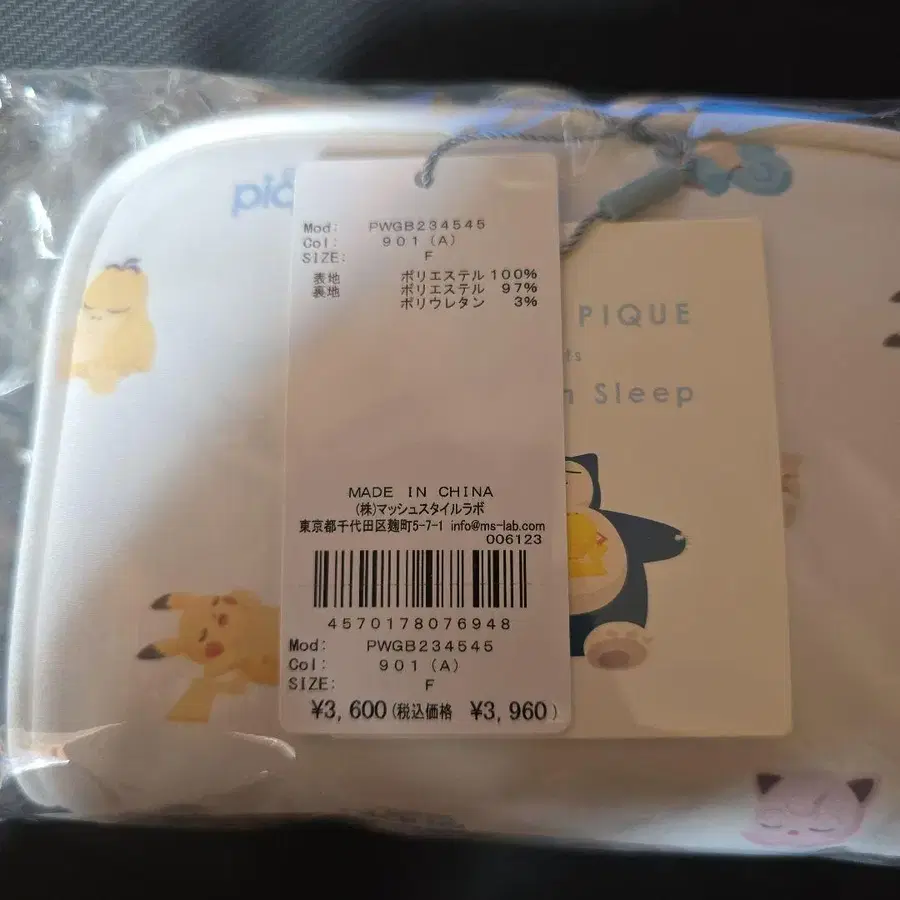 Mod: PWGB234545
Col: 901(A)
SIZE: F
表地 ポリエステル 100%
裏地 ポリエステル 97%
ポリウレタン 3%
MADE IN CHINA
(株)マッシュスタイルラボ
東京都千代田区麹町5-7-1 info@ms-lab.com
006123
4570178076948
Mod: PWGB234545
Col: 901(A)
SIZE: F
¥3,600(税込価格 ¥3,960)
PIQUE
Sleep